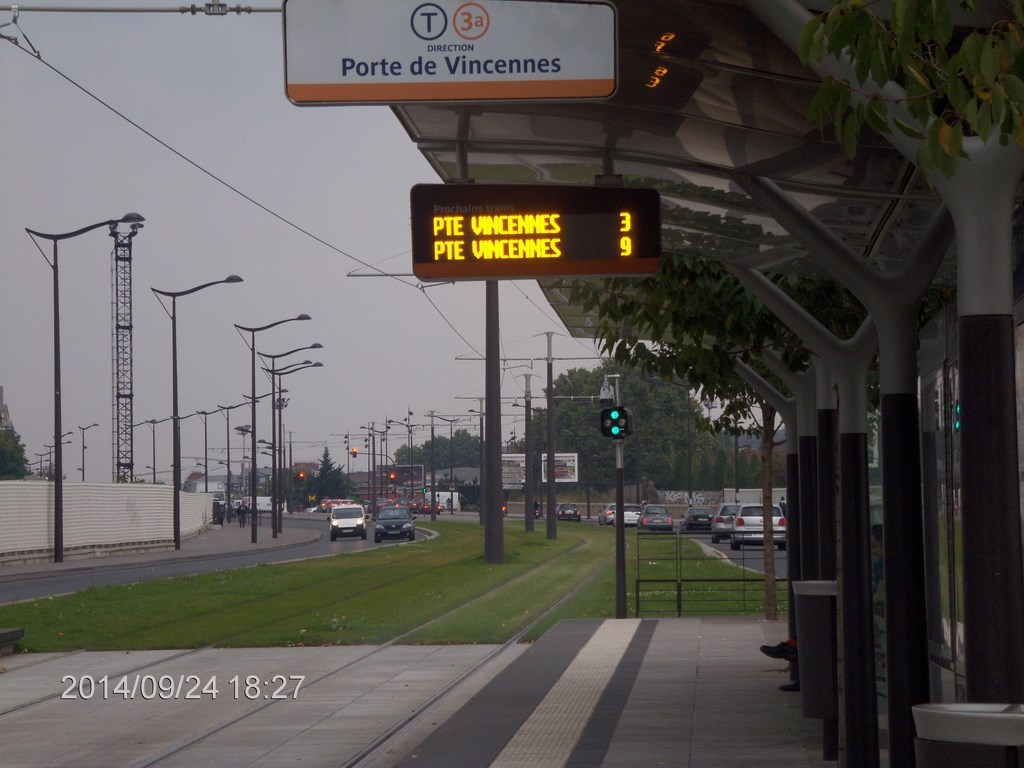 T 3a
DIRECTION
Porte de Vincennes
Prochains trams
PTE VINCENNES 3
PTE VINCENNES 9
M
2014/09/24 18:27